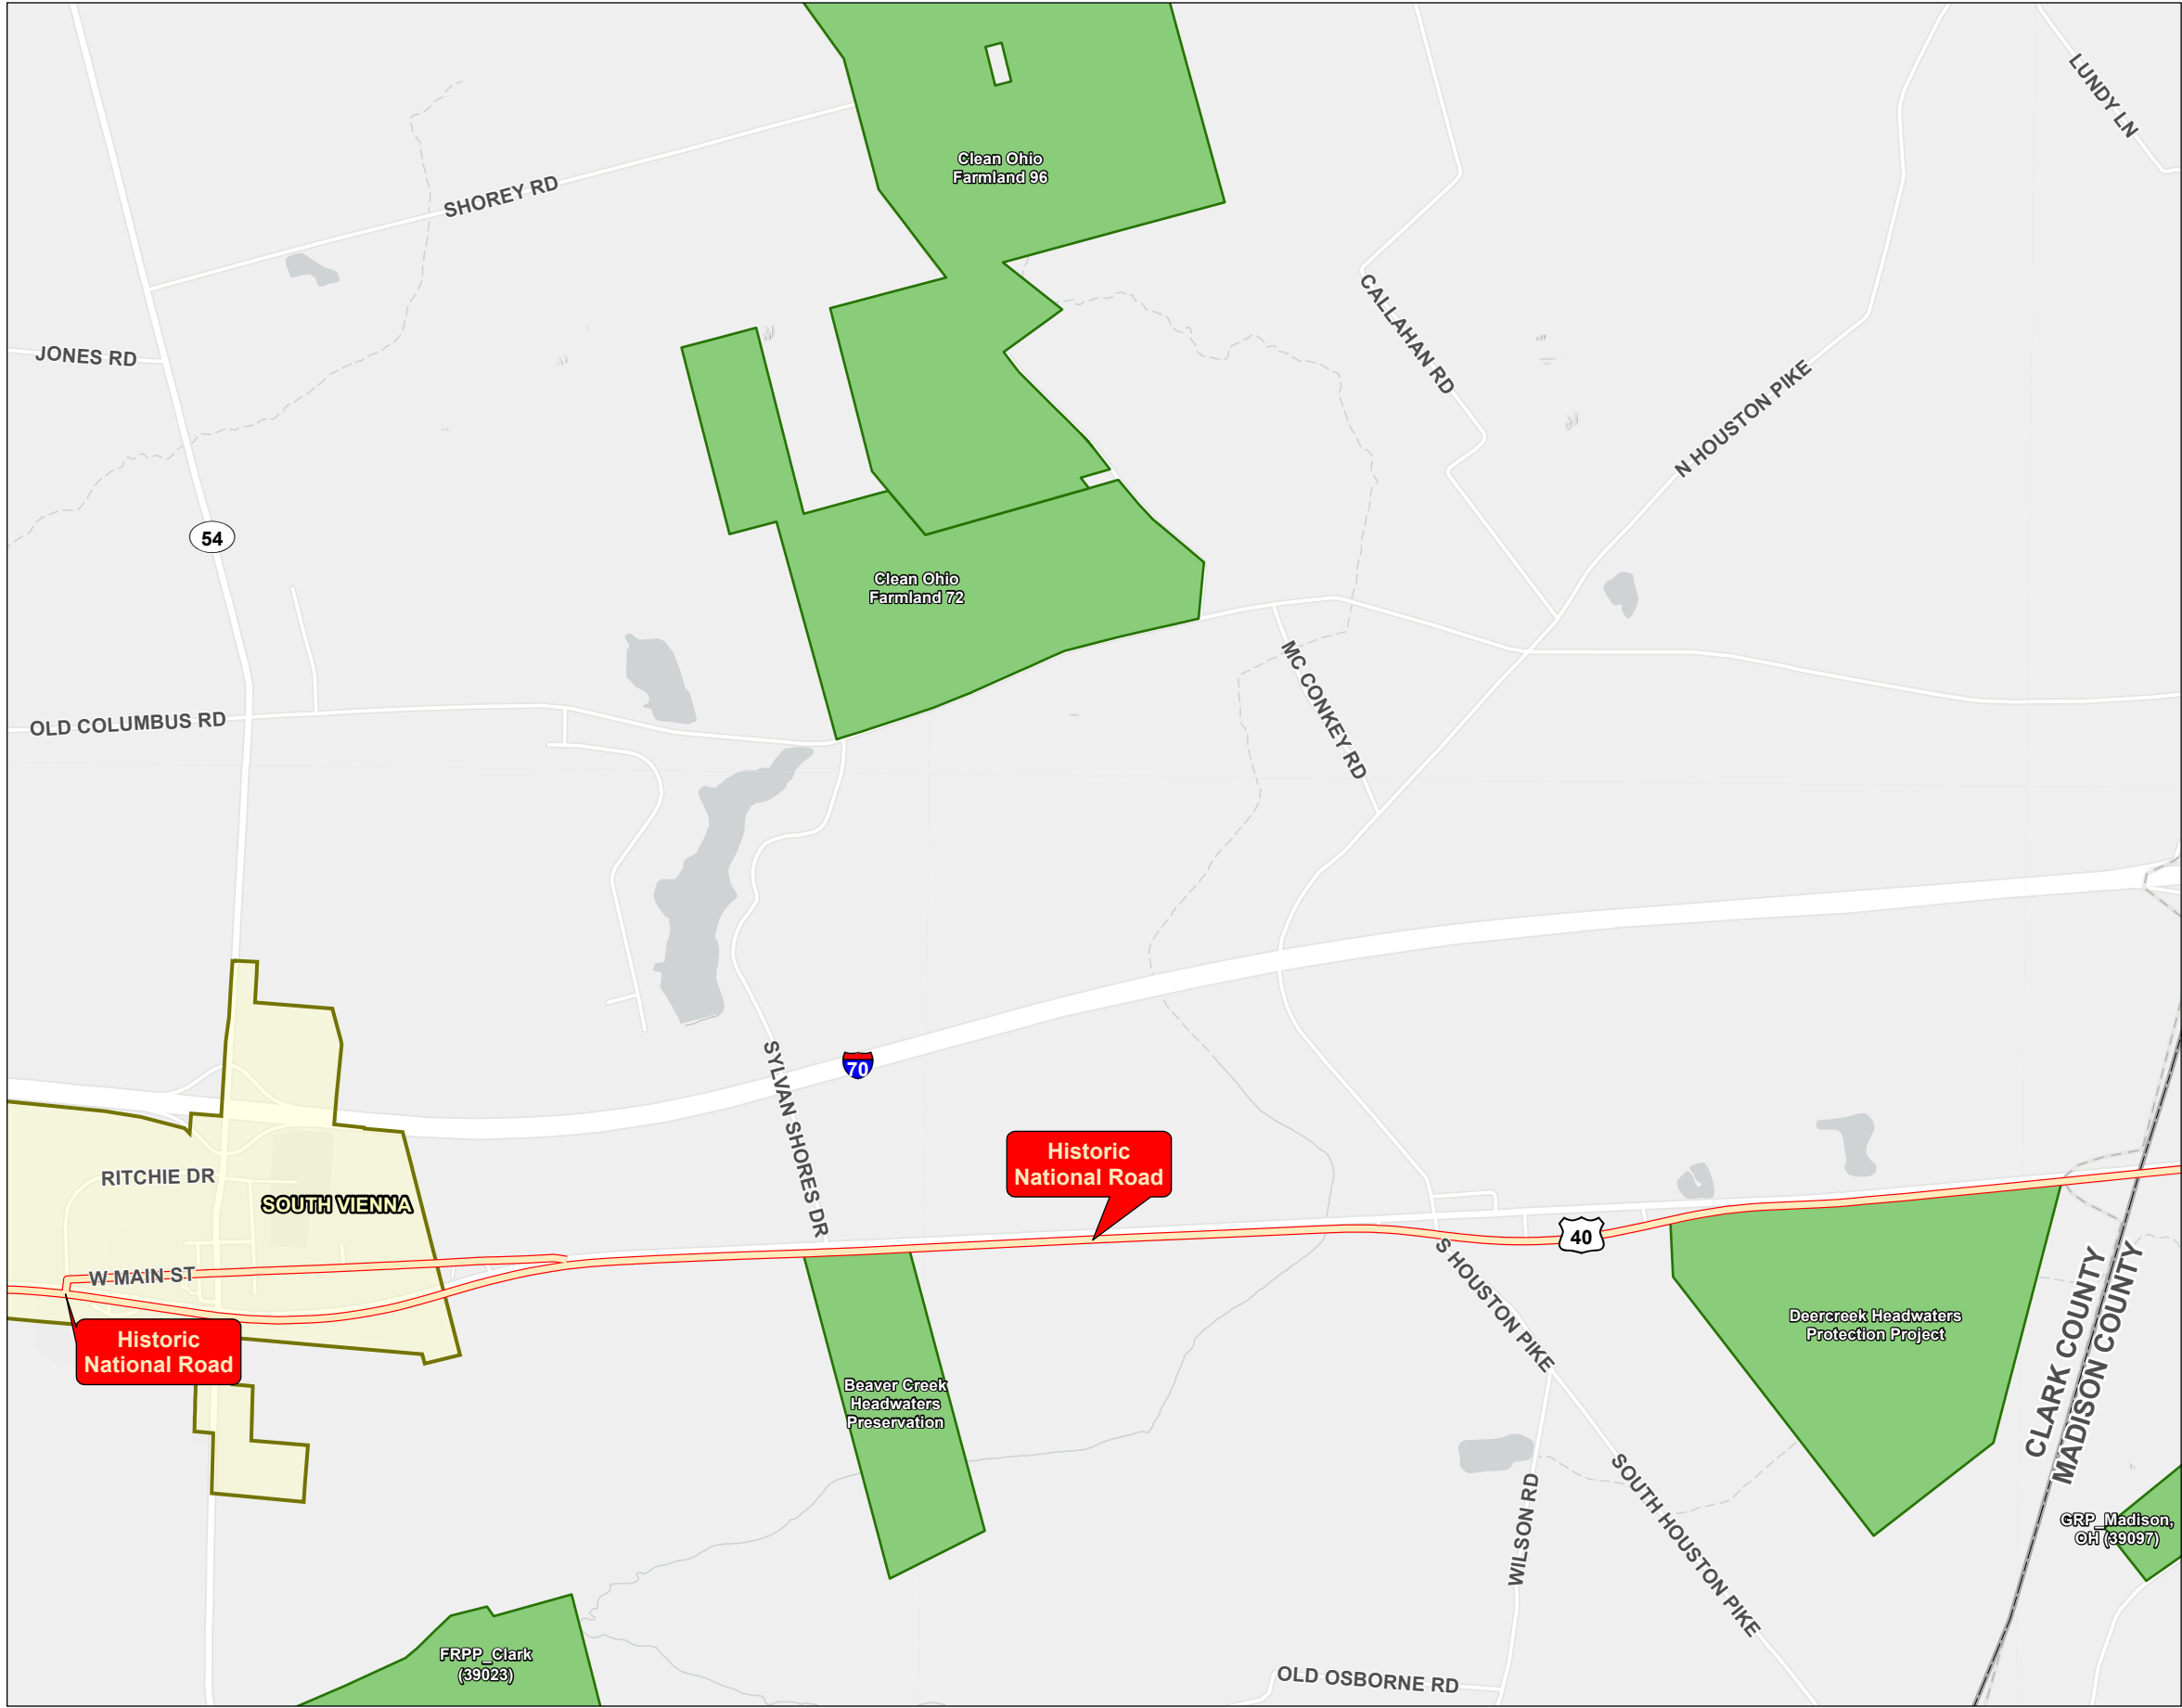 LUNDY LN
Clean Ohio
Farmland 96
SHOREY RD
JONES RD
CALLAHAN RD
N HOUSTON PIKE
54
Clean Ohio
Farmland 72
MC CONKEY RD
OLD COLUMBUS RD
70
SYLVAN SHORES DR
Historic
National Road
RITCHIE DR
SOUTH VIENNA
40
W MAIN ST
S HOUSTON PIKE
Historic
National Road
Deercreek Headwaters
Protection Project
CLARK COUNTY
MADISON COUNTY
Beaver Creek
Headwaters
Preservation
WILSON RD
SOUTH HOUSTON PIKE
GRP_Madison,
OH (39097)
FRPP_Clark
(39023)
OLD OSBORNE RD